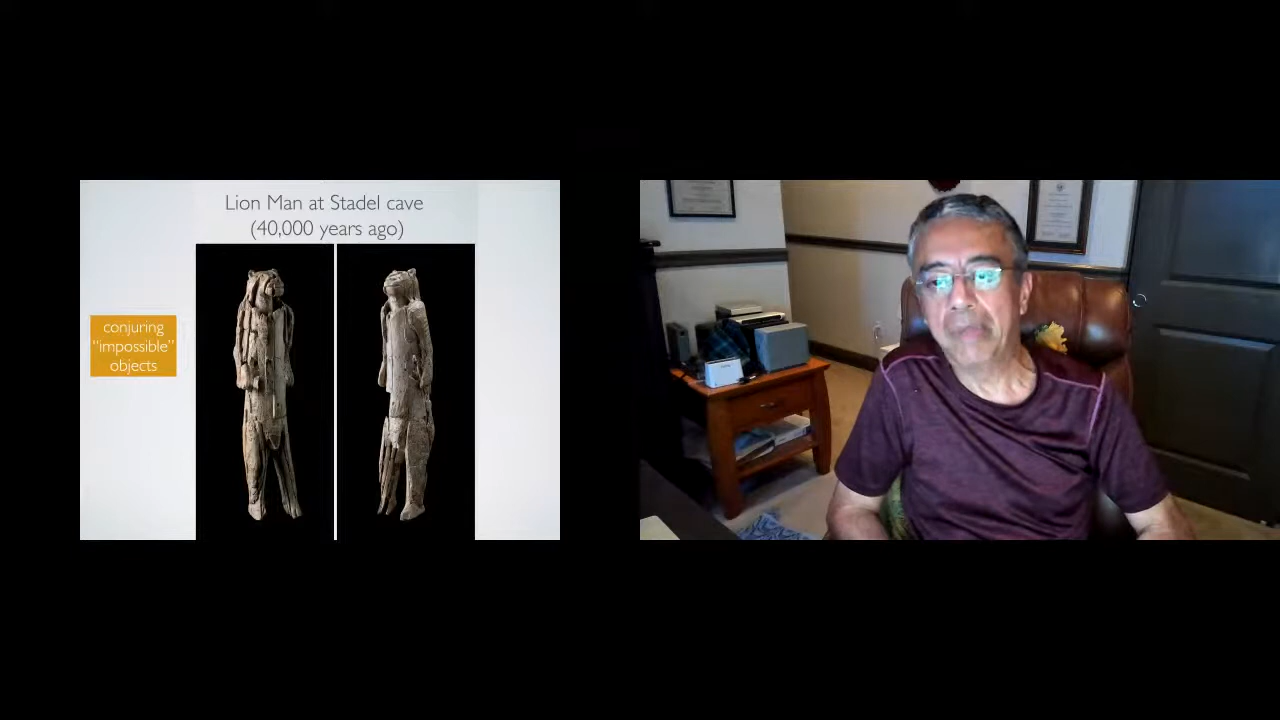 Lion Man at Stadel cave
(40,000 years ago)
conjuring
“impossible”
objects